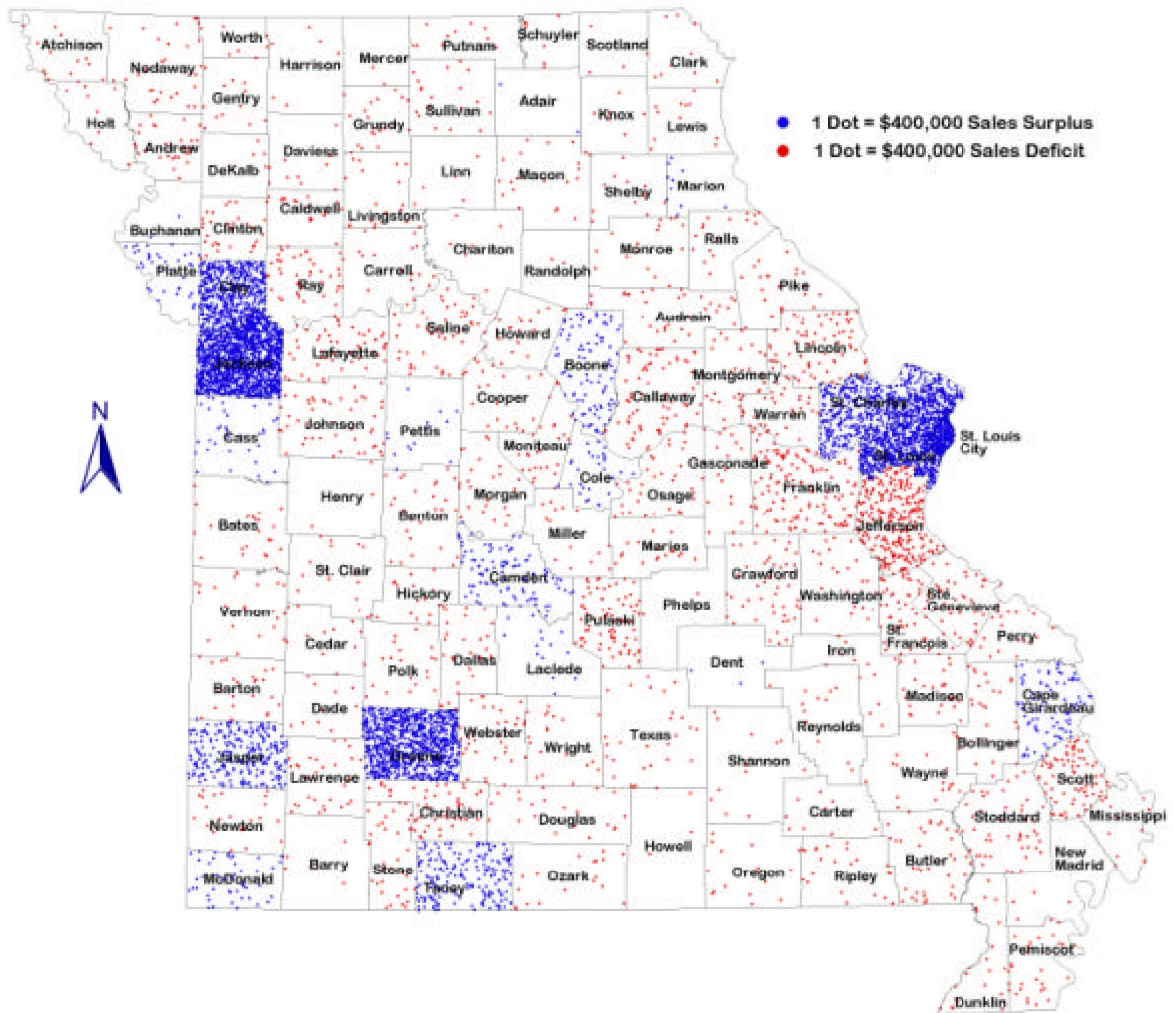 Worth
Schuyler
Atchison
Putnam
Scotland
Nodaway
Harrison
Mercer
Clark
Gentry
Adair
Sullivan
Knox
Holt
Grundy
Lewis
1 Dot = $400,000 Sales Surplus
Andrew
Daviess
1 Dot = $400,000 Sales Deficit
DeKalb
Linn
Macon
Shelby
Marion
Caldwell
Livingston
Buchanan
Clinton
Chariton
Monroe
Ralls
Platte
Carroll
Randolph
Clay
Ray
Pike
Saline
Howard
Audrain
Lafayette
Lincoln
Jackson
Boone
Montgomery
Cooper
Callaway
St. Charles
N
Johnson
Pettis
Warren
Cass
Moniteau
St. Louis
City
St. Louis
Gasconade
Cole
Henry
Morgan
Osage
Franklin
Benton
Bates
Miller
Jefferson
Maries
St. Clair
Camden
Crawford
Hickory
Washington
Ste.
Genevieve
Vernon
Phelps
Pulaski
St.
Francois
Perry
Cedar
Iron
Dallas
Laclede
Dent
Polk
Barton
Madison
Cape
Girardeau
Dade
Reynolds
Webster
Texas
Bollinger
Wright
Jasper
Greene
Shannon
Lawrence
Wayne
Scott
Christian
Carter
Stoddard
Mississippi
Newton
Douglas
Howell
New
Madrid
Barry
Stone
Butler
McDonald
Taney
Ozark
Oregon
Ripley
Pemiscot
Dunklin